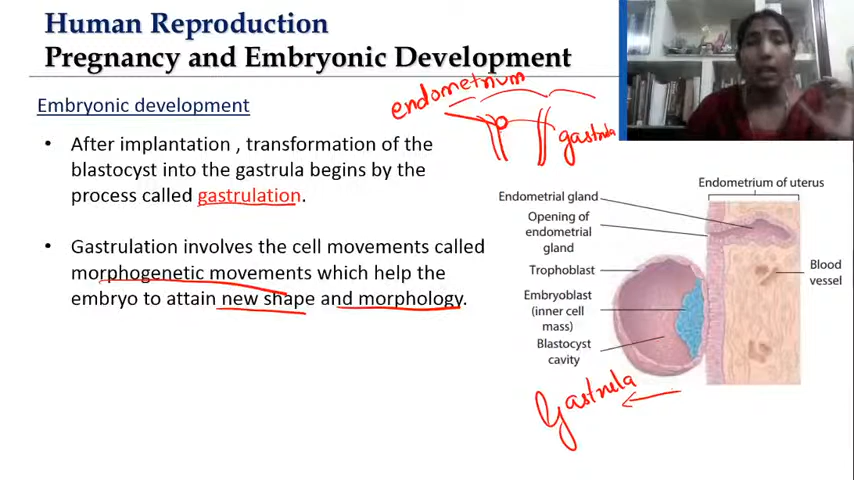 Human Reproduction
Pregnancy and Embryonic Development
Embryonic development
• After implantation , transformation of the
blastocyst into the gastrula begins by the
process called gastrulation.
• Gastrulation involves the cell movements called
morphogenetic movements which help the
embryo to attain new shape and morphology.
endometrium
gastrula
Endometrium of uterus
Endometrial gland
Opening of
endometrial
gland
Trophoblast
Blood
vessel
Embryoblast
(inner cell
mass)
Blastocyst
cavity
Gastrula